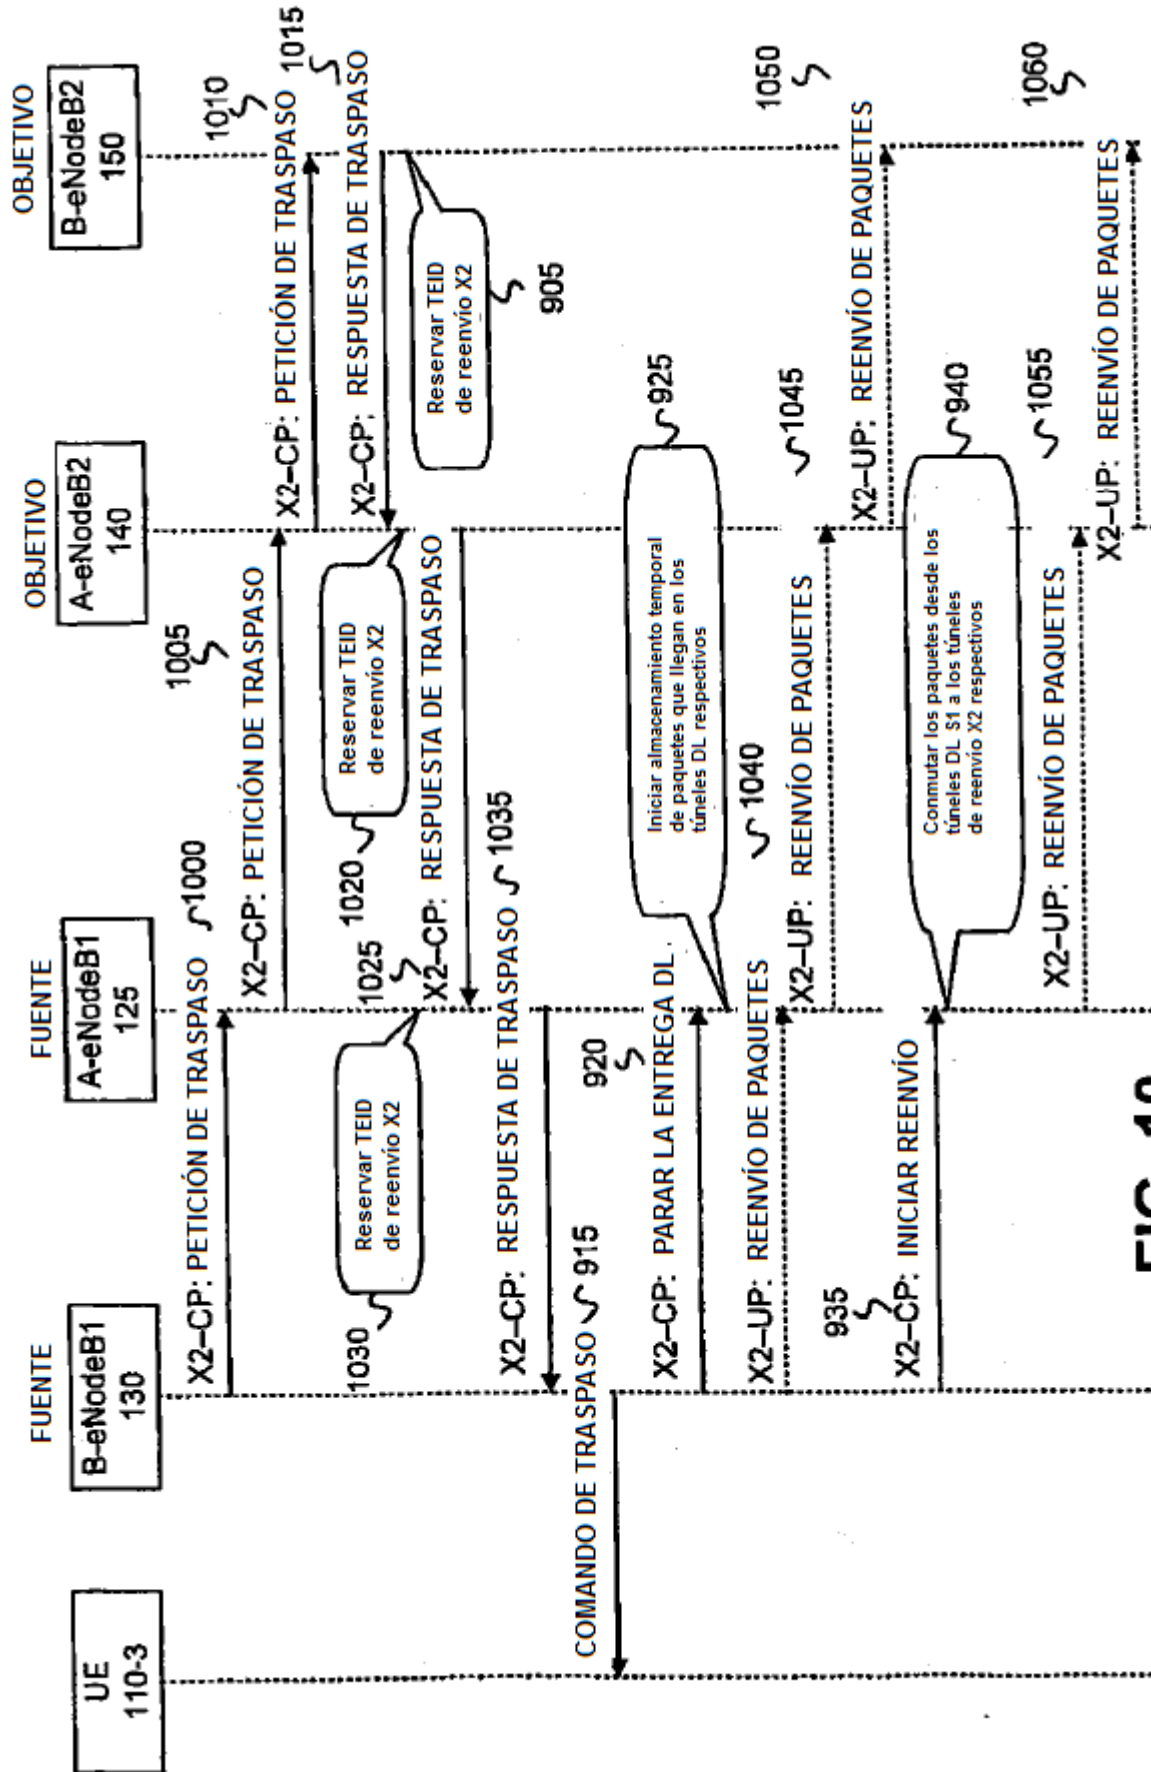 UE
110-3
FUENTE
B-eNodeB1
130
FUENTE
A-eNodeB1
125
OBJETIVO
A-eNodeB2
140
OBJETIVO
B-eNodeB2
150
X2-CP: PETICIÓN DE TRASPASO
1000
X2-CP: PETICIÓN DE TRASPASO
1005
X2-CP: PETICIÓN DE TRASPASO
1010
X2-CP; RESPUESTA DE TRASPASO
1015
Reservar TEID
de reenvío X2
905
Reservar TEID
de reenvío X2
1020
X2-CP: RESPUESTA DE TRASPASO
1025
Reservar TEID
de reenvío X2
1030
X2-CP: RESPUESTA DE TRASPASO
1035
COMANDO DE TRASPASO
915
X2-CP: PARAR LA ENTREGA DL.
920
Iniciar almacenamiento temporal
de paquetes que llegan en los
túneles DL respectivos
925
X2-UP: REENVÍO DE PAQUETES
1040
X2-UP: REENVÍO DE PAQUETES
1045
X2-UP: REENVÍO DE PAQUETES
1050
X2-CP: INICIAR REENVÍO
935
Conmutar los paquetes desde los
túneles DL S1 a los túneles
de reenvío X2 respectivos
940
X2-UP: REENVÍO DE PAQUETES
1055
X2-UP: REENVÍO DE PAQUETES
1060